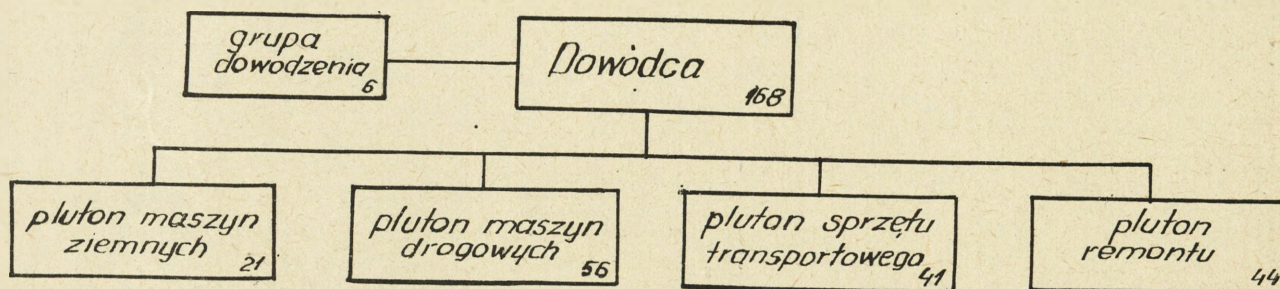 grupa
dowodzenia
6
Dowódca
168
pluton maszyn
ziemnych
21
pluton maszyn
drogowych
56
pluton sprzętu
transportowego
41
pluton
remontu
44